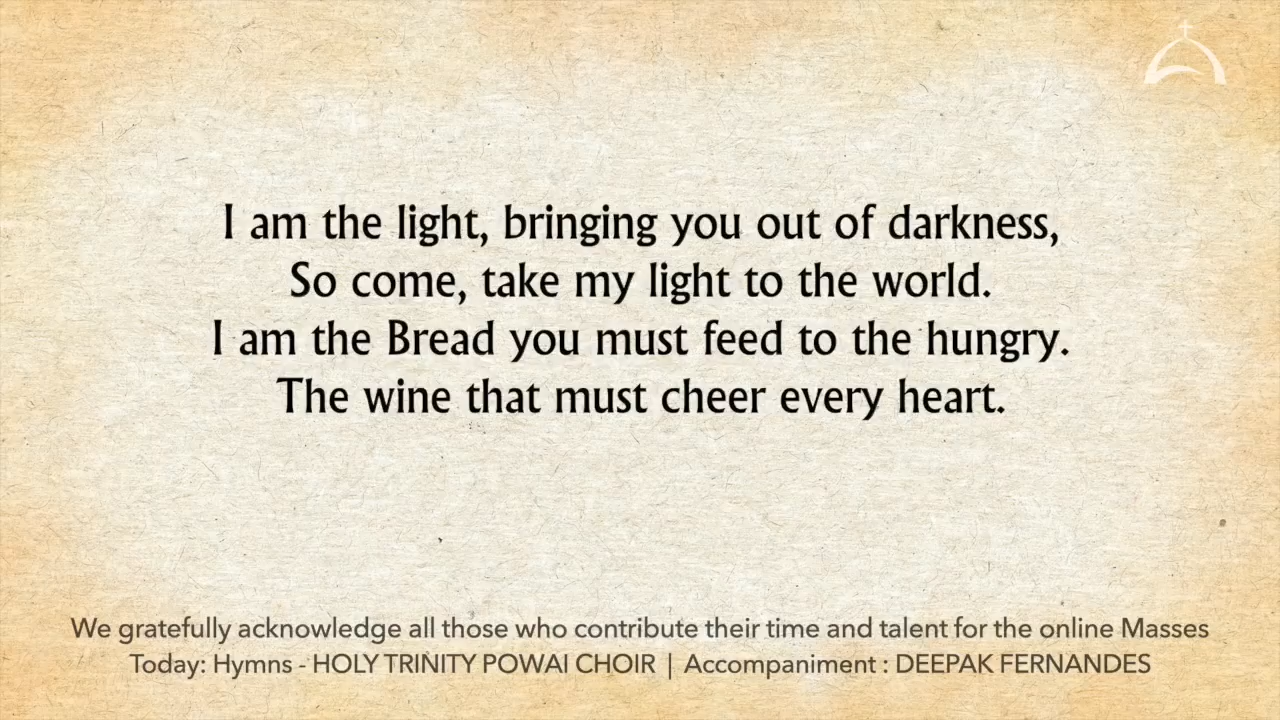 I am the light, bringing you out of darkness,
So come, take my light to the world.
I am the Bread you must feed to the hungry.
The wine that must cheer every heart.
We gratefully acknowledge all those who contribute their time and talent for the online Masses
Today: Hymns - HOLY TRINITY POWAI CHOIR | Accompaniment : DEEPAK FERNANDES